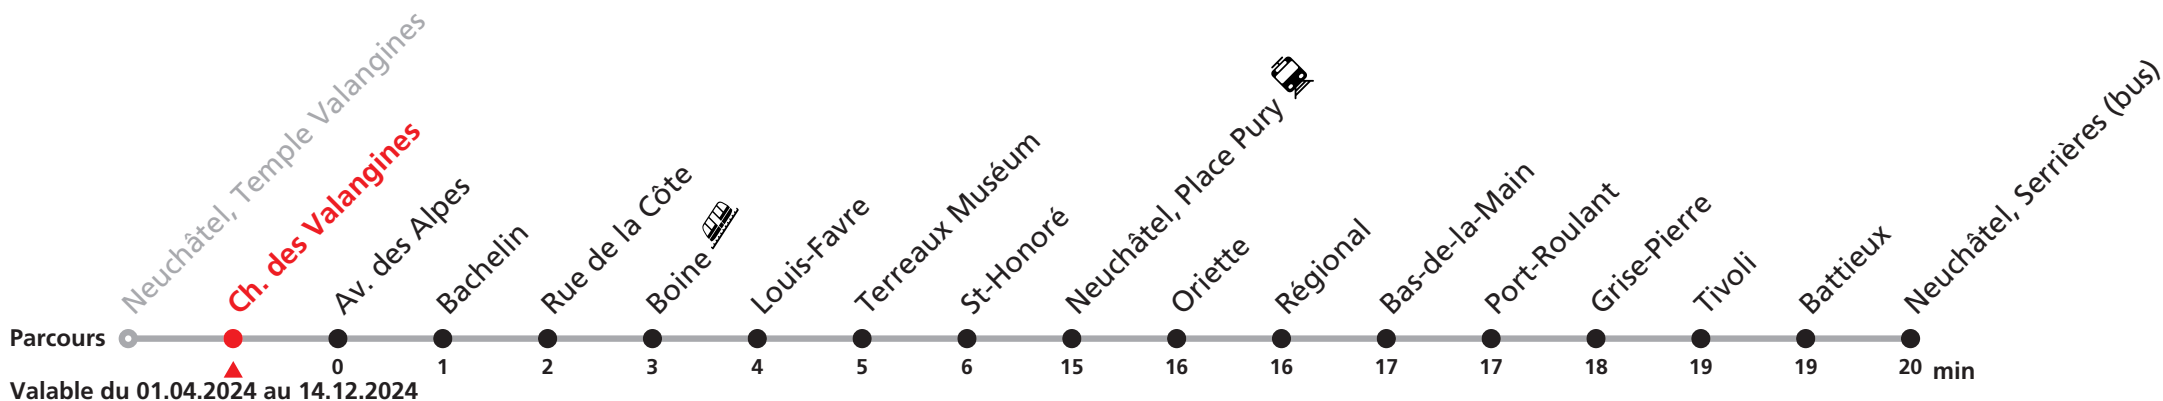 Neuchâtel, Temple Valangines
Ch. des Valangines
Av. des Alpes
Bachelin
Rue de la Côte
Boine
Louis-Favre
Terreaux Muséum
St-Honoré
Neuchâtel, Place Pury
Oriette
Régional
Bas-de-la-Main
Port-Roulant
Grise-Pierre
Tivoli
Battieux
Neuchâtel, Serrières (bus)
Parcours
0 1 2 3 4 5 6 15 16 16 17 17 18 19 19 20 min
Valable du 01.04.2024 au 14.12.2024